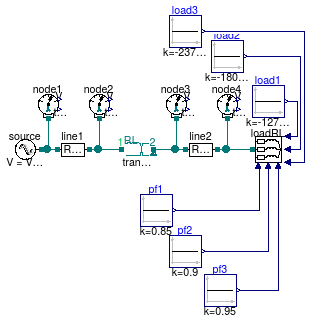 load3
k=-237...
load2
k=-180...
load1
k=-127...
node1
node2
node3
node4
source
V = V...
line1
R...
1
RL
2
tran...
line2
R...
loadRL
pf1
k=0.85
pf2
k=0.9
pf3
k=0.95